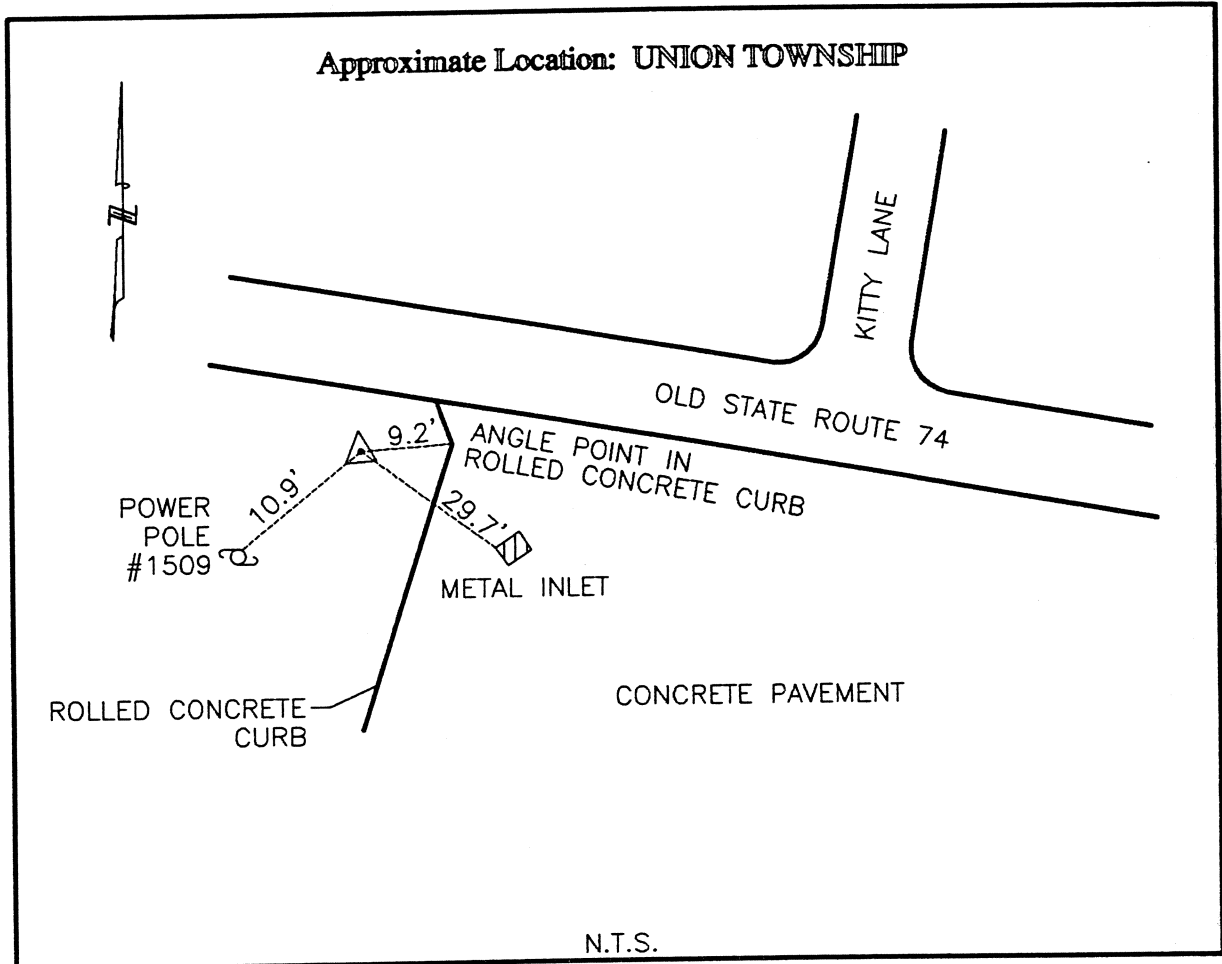 Approximate Location: UNION TOWNSHIP
N
KITTY LANE
OLD STATE ROUTE 74
9.2'
ANGLE POINT IN
ROLLED CONCRETE CURB
10.9'
29.7'
POWER
POLE
#1509
METAL INLET
ROLLED CONCRETE
CURB
CONCRETE PAVEMENT
N.T.S.